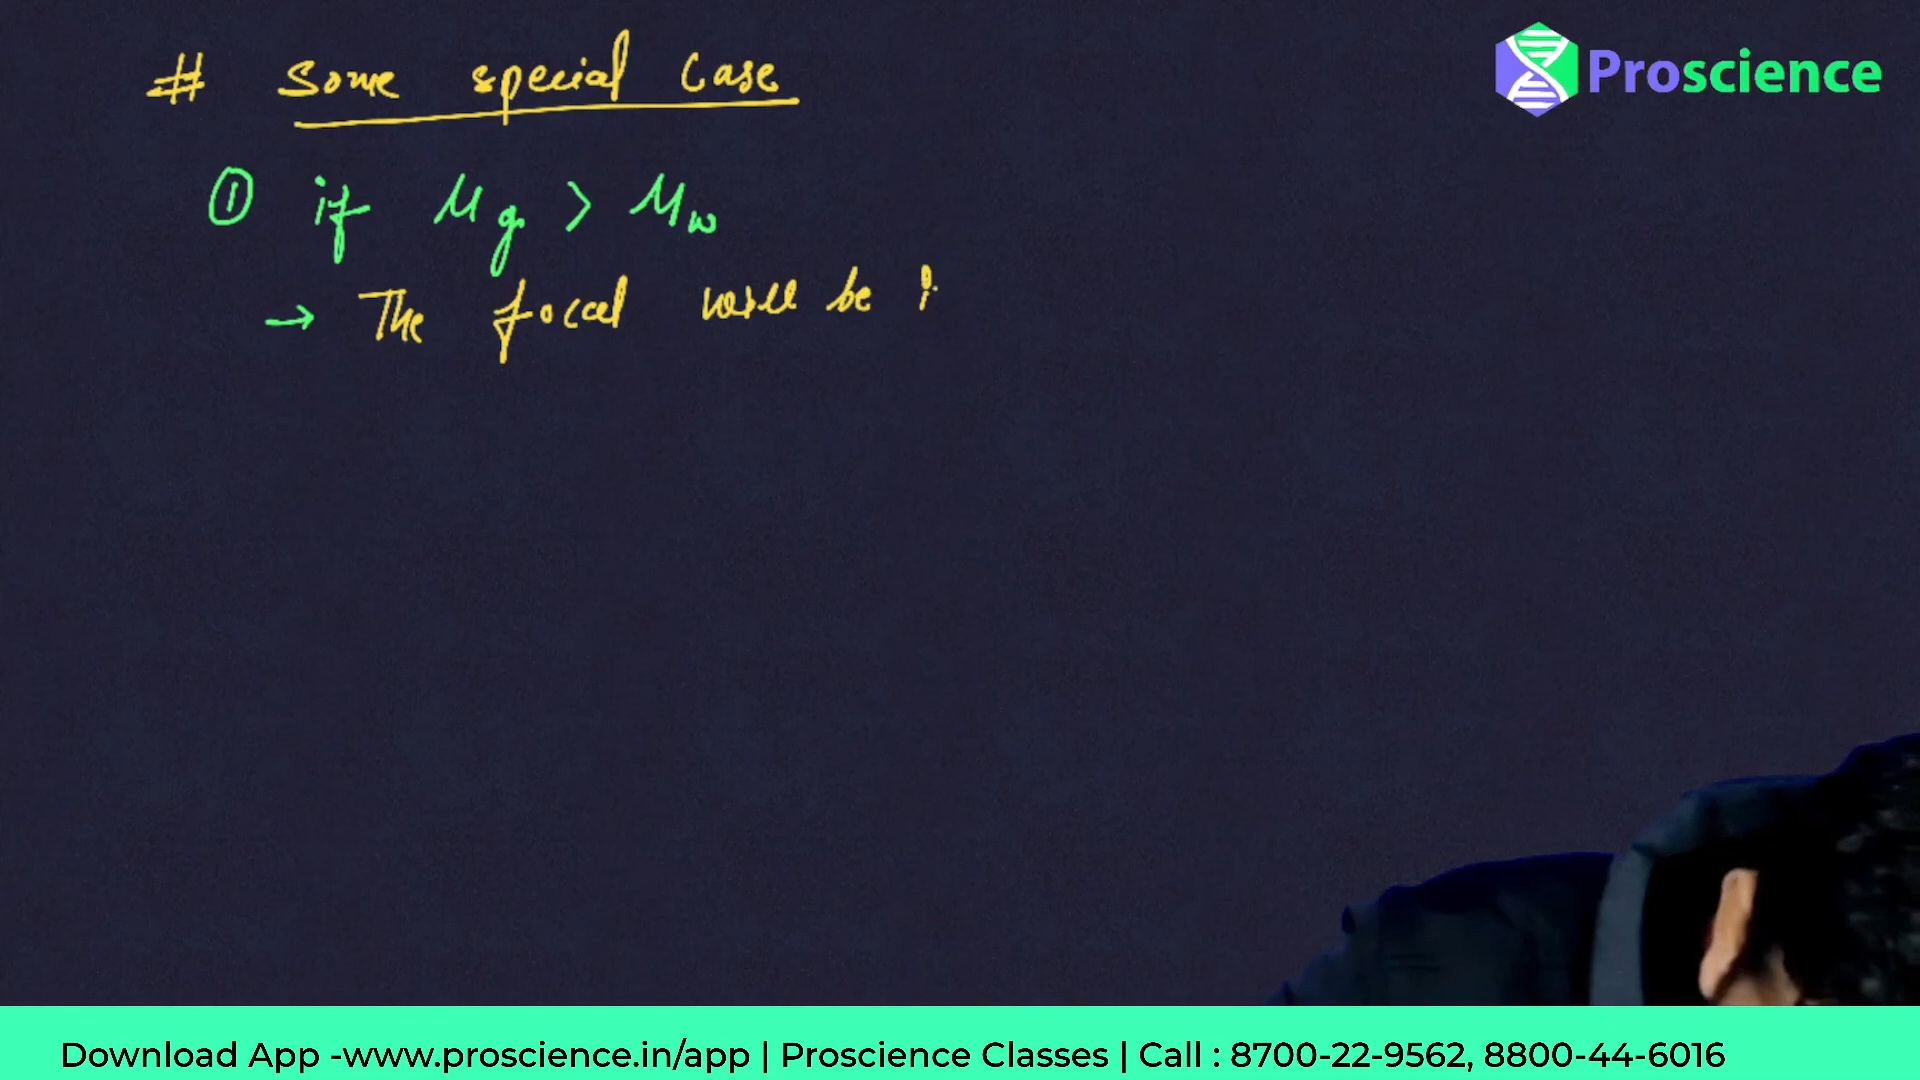 # Some special Case
Proscience
① if μg > μw
→ The focal will be
Download App -www.proscience.in/app | Proscience Classes | Call : 8700-22-9562, 8800-44-6016